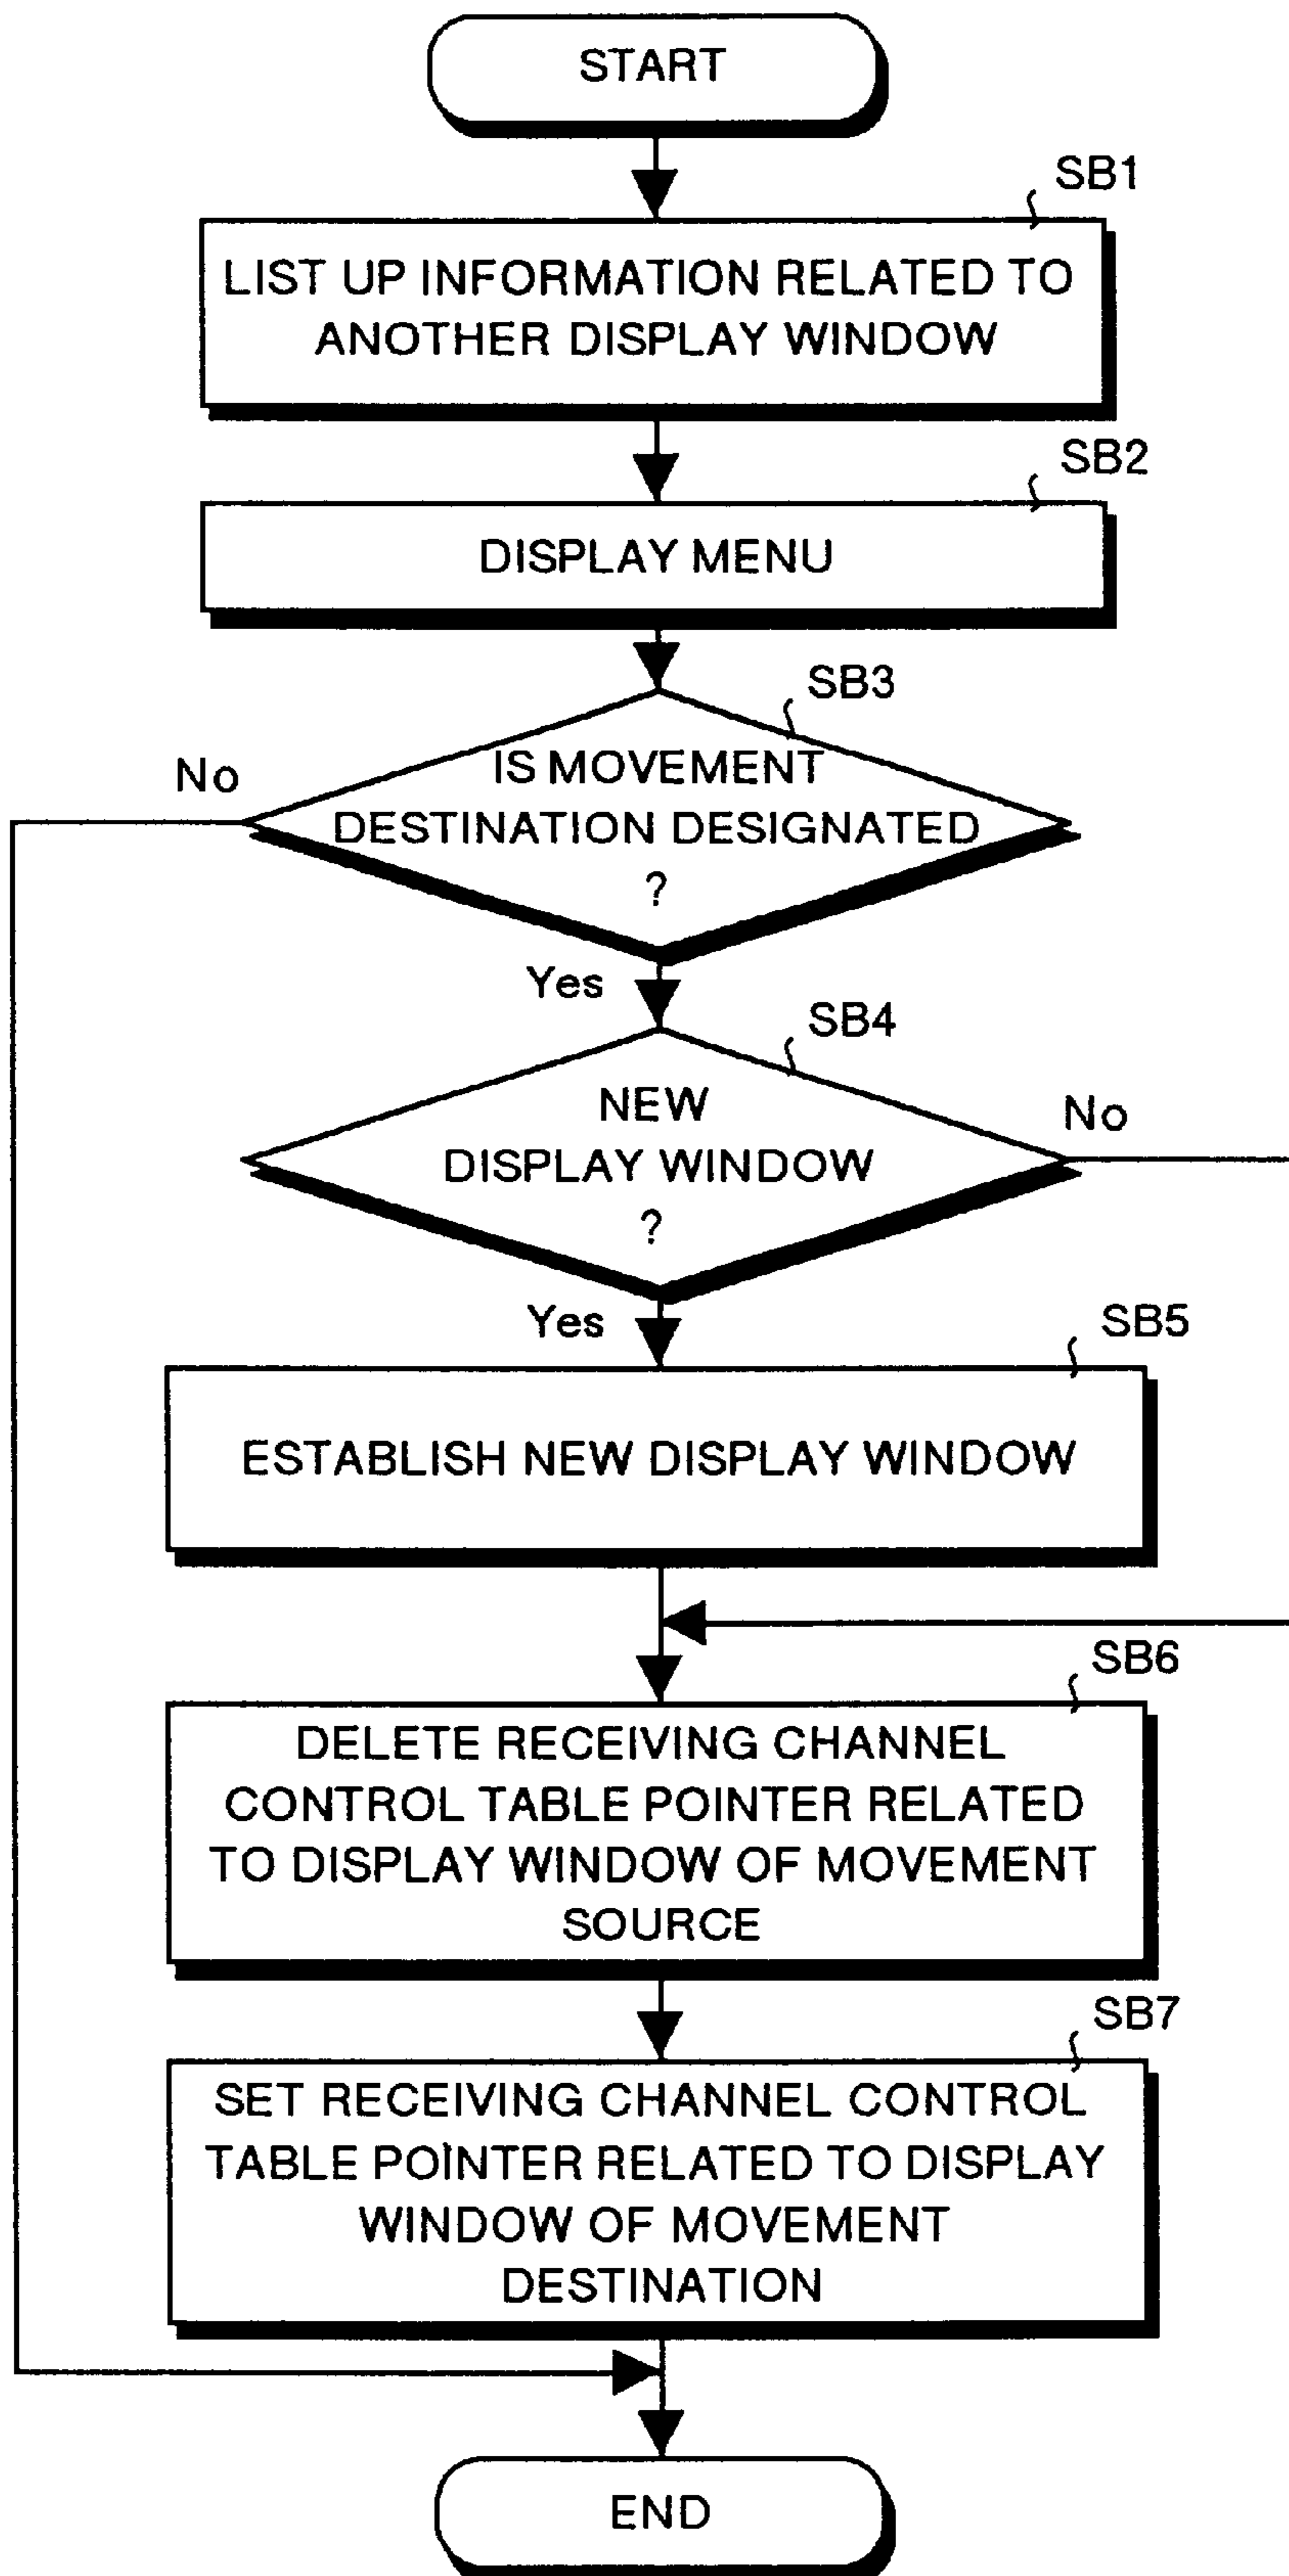 START
SB1
LIST UP INFORMATION RELATED TO
ANOTHER DISPLAY WINDOW
SB2
DISPLAY MENU
SB3
No
IS MOVEMENT
DESTINATION DESIGNATED
?
Yes
SB4
NEW
DISPLAY WINDOW
?
No
Yes
SB5
ESTABLISH NEW DISPLAY WINDOW
SB6
DELETE RECEIVING CHANNEL
CONTROL TABLE POINTER RELATED
TO DISPLAY WINDOW OF MOVEMENT
SOURCE
SB7
SET RECEIVING CHANNEL CONTROL
TABLE POINTER RELATED TO DISPLAY
WINDOW OF MOVEMENT
DESTINATION
END